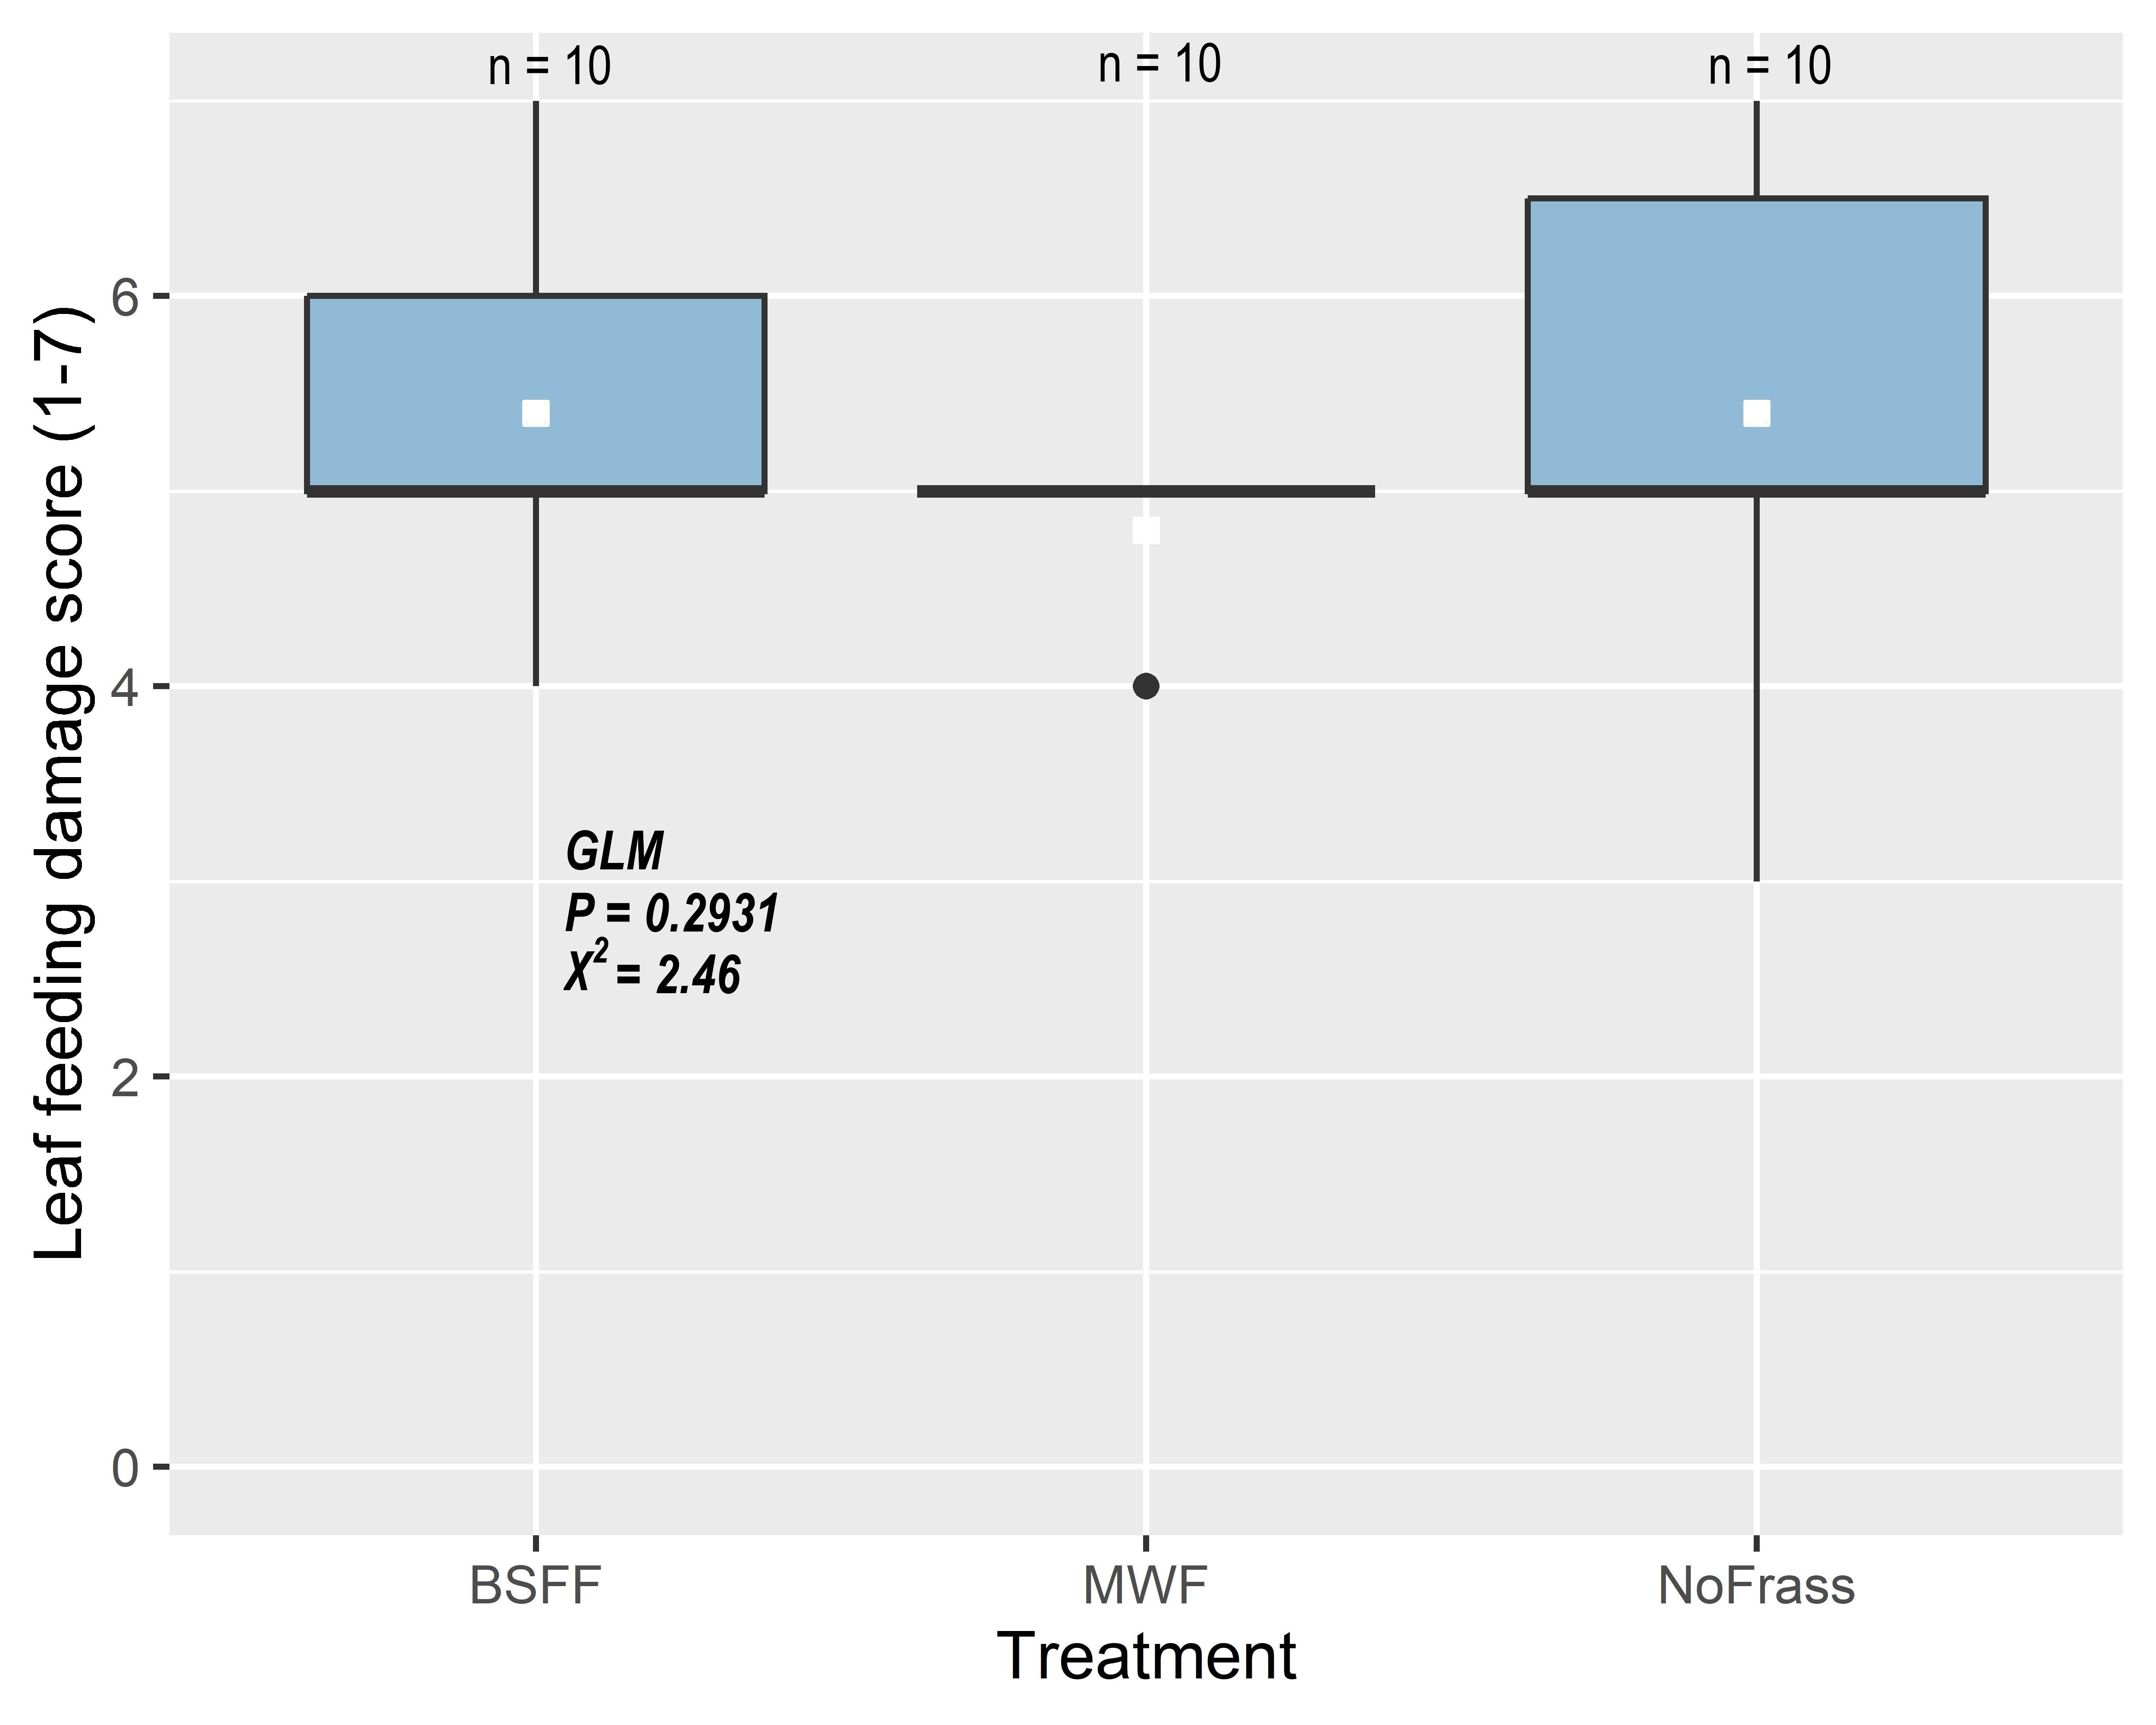 n = 10
n = 10
n = 10
Leaf feeding damage score (1-7)
6
4
2
0
GLM
P = 0.2931
X² = 2.46
BSFF
MWF
NoFrass
Treatment